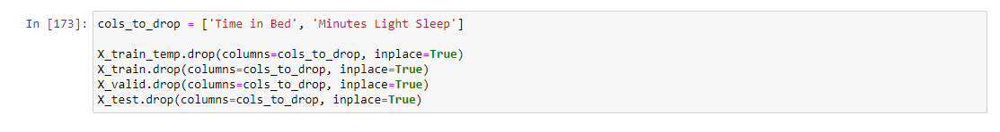 In [173]: cols_to_drop = ['Time in Bed', 'Minutes Light Sleep']
X_train_temp.drop(columns=cols_to_drop, inplace=True)
X_train.drop(columns=cols_to_drop, inplace=True)
X_valid.drop(columns=cols_to_drop, inplace=True)
X_test.drop(columns=cols_to_drop, inplace=True)